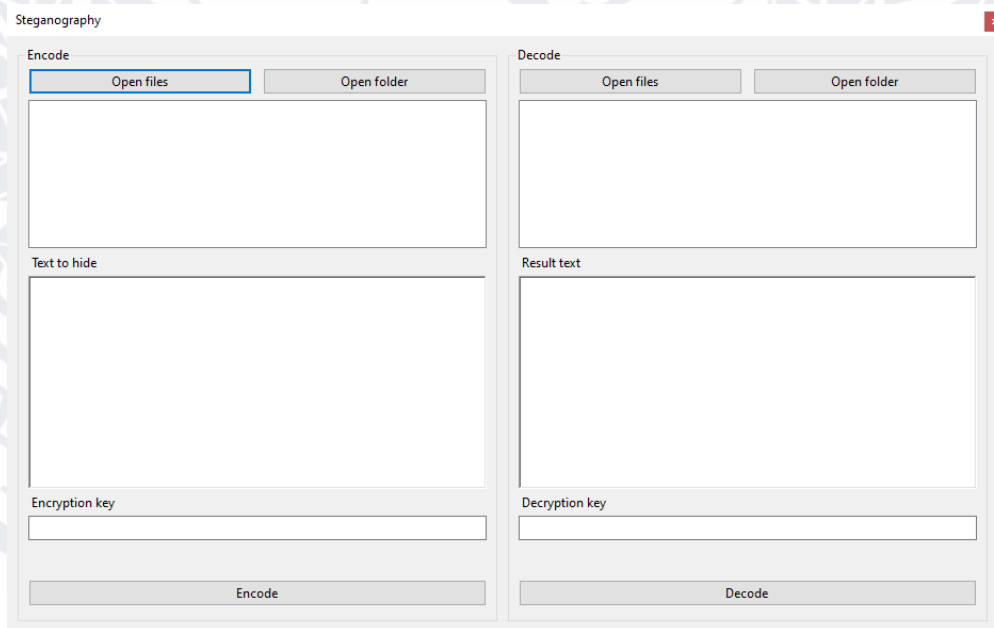 Steganography
Encode
Open files
Open folder
Text to hide
Encryption key
Encode
Decode
Open files
Open folder
Result text
Decryption key
Decode